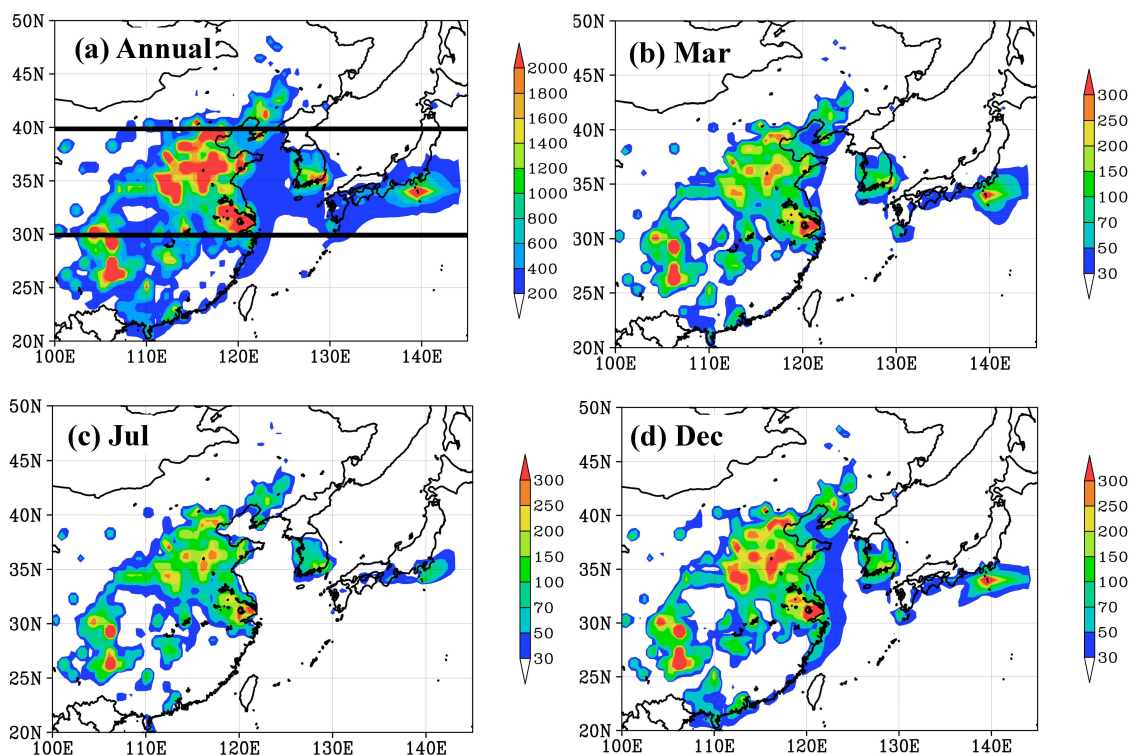 (a) Annual
50N
45N
40N
35N
30N
25N
20N
100E 110E 120E 130E 140E
2000
1800
1600
1400
1200
1000
800
600
400
200
(b) Mar
50N
45N
40N
35N
30N
25N
20N
100E 110E 120E 130E 140E
300
250
200
150
100
70
50
30
(c) Jul
50N
45N
40N
35N
30N
25N
20N
100E 110E 120E 130E 140E
300
250
200
150
100
70
50
30
(d) Dec
50N
45N
40N
35N
30N
25N
20N
100E 110E 120E 130E 140E
300
250
200
150
100
70
50
30